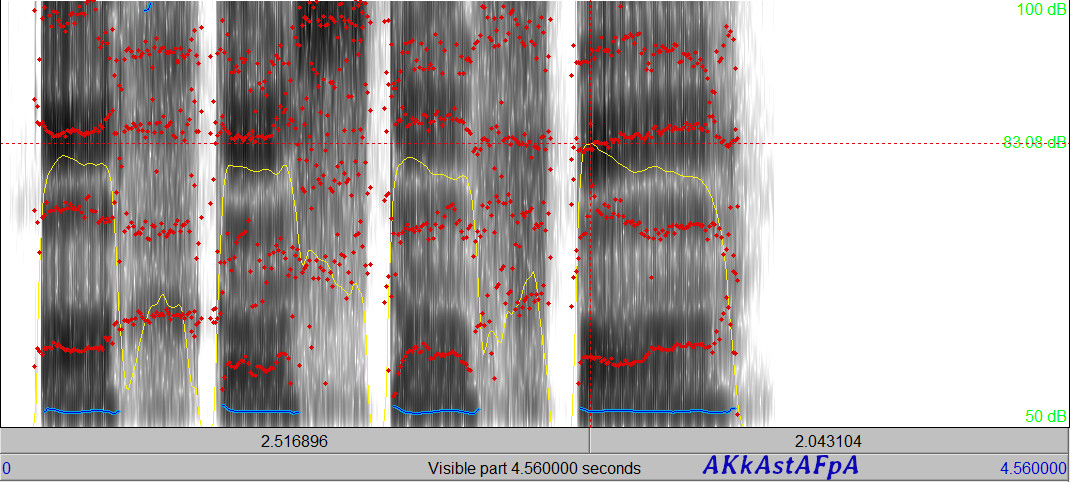 100 dB
83.08 dB
50 dB
2.516896 2.043104
0 Visible part 4.560000 seconds AKkAstAFpA 4.560000